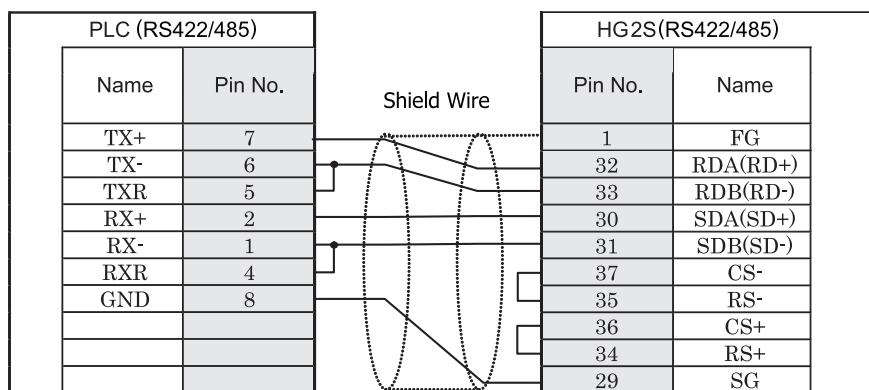 PLC (RS422/485) HG2S(RS422/485)
Name Pin No. Shield Wire Pin No. Name
TX+ 7 1 FG
TX- 6 32 RDA(RD+)
TXR 5 33 RDB(RD-)
RX+ 2 30 SDA(SD+)
RX- 1 31 SDB(SD-)
RXR 4 37 CS-
GND 8 35 RS-
36 CS+
34 RS+
29 SG